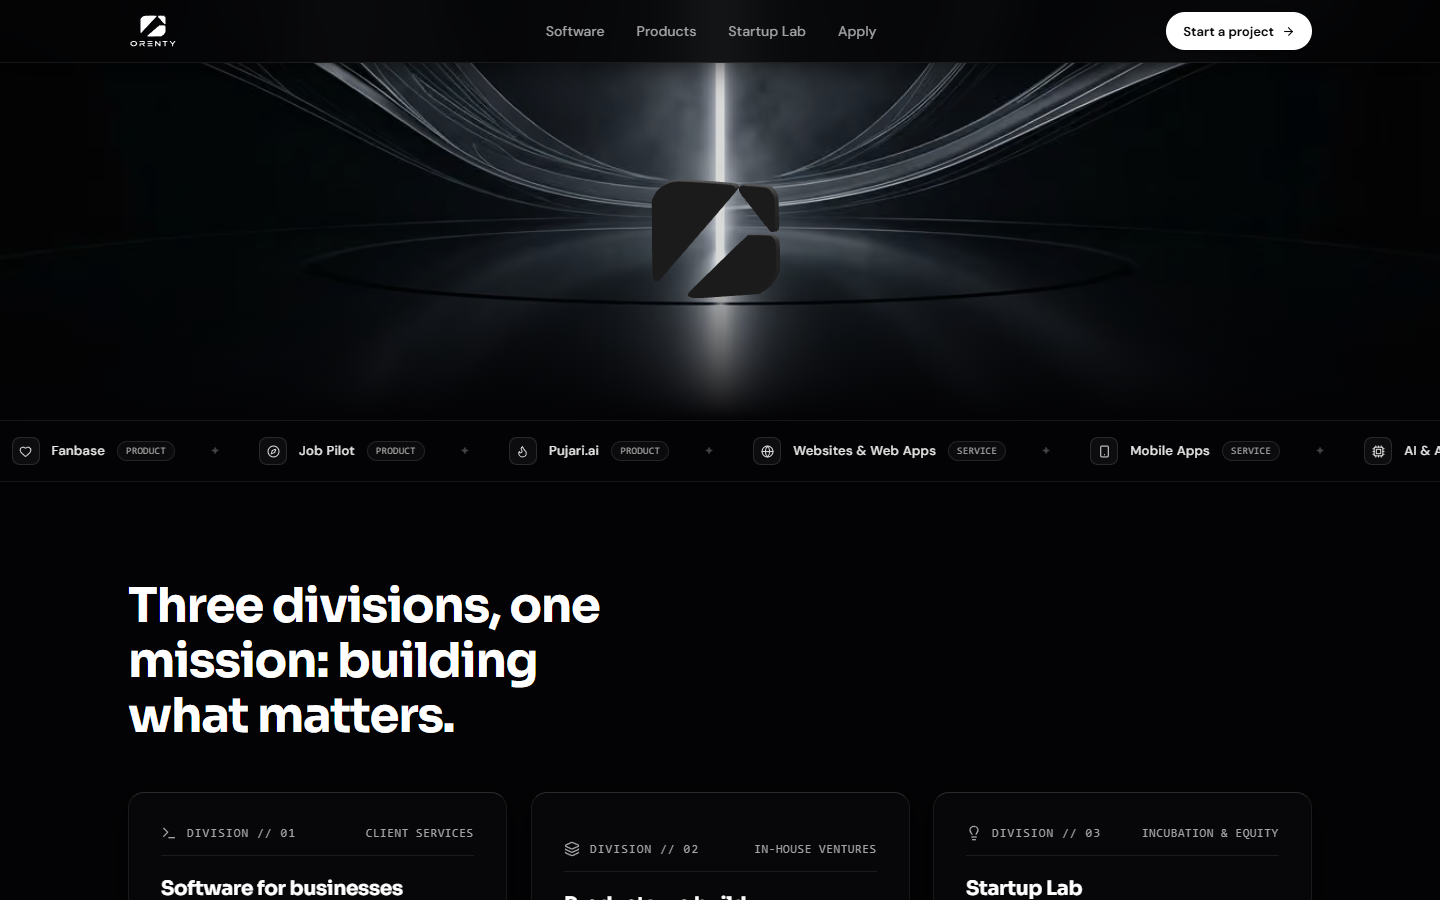 ORENTY
Software Products Startup Lab Apply
Start a project →
Fanbase PRODUCT
Job Pilot PRODUCT
Pujari.ai PRODUCT
Websites & Web Apps SERVICE
Mobile Apps SERVICE
AI &
Three divisions, one
mission: building
what matters.
DIVISION // 01 CLIENT SERVICES
Software for businesses
DIVISION // 02 IN-HOUSE VENTURES
DIVISION // 03 INCUBATION & EQUITY
Startup Lab